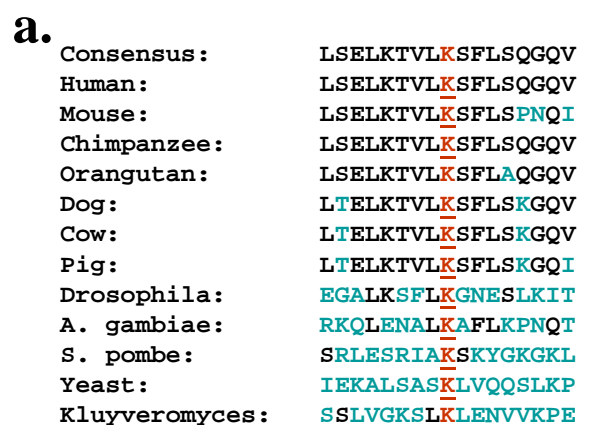 a.
Consensus: LSELKTVLKSFLSQGQV
Human: LSELKTVLKSFLSQGQV
Mouse: LSELKTVLKSFLSPNQI
Chimpanzee: LSELKTVLKSFLSQGQV
Orangutan: LSELKTVLKSFLAQGQV
Dog: LTELKTVLKSFLSKGQV
Cow: LTELKTVLKSFLSKGQV
Pig: LTELKTVLKSFLSKGQI
Drosophila: EGALKSFLKGNESLKIT
A. gambiae: RKQLENALKAFLKPNQT
S. pombe: SRLESRIAKSKYGKGKL
Yeast: IEKALSASKLVQQSLKP
Kluyveromyces: SSLVGKSLKLENVVKPE